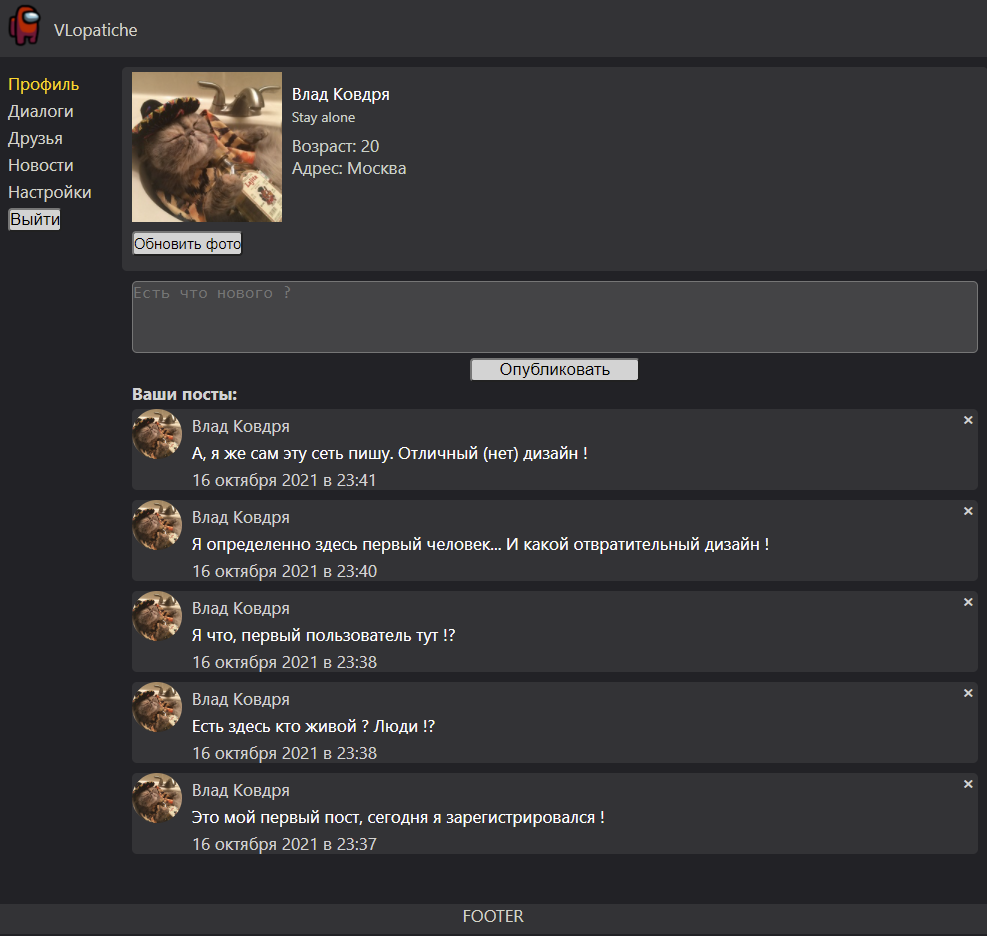 VLopatiche
Профиль
Диалоги
Друзья
Новости
Настройки
Выйти
Влад Ковдря
Stay alone
Возраст: 20
Адрес: Москва
Обновить фото
Есть что нового ?
Опубликовать
Ваши посты:
Влад Ковдря ×
А, я же сам эту сеть пишу. Отличный (нет) дизайн !
16 октября 2021 в 23:41
Влад Ковдря ×
Я определенно здесь первый человек... И какой отвратительный дизайн !
16 октября 2021 в 23:40
Влад Ковдря ×
Я что, первый пользователь тут !?
16 октября 2021 в 23:38
Влад Ковдря ×
Есть здесь кто живой ? Люди !?
16 октября 2021 в 23:38
Влад Ковдря ×
Это мой первый пост, сегодня я зарегистрировался !
16 октября 2021 в 23:37
FOOTER